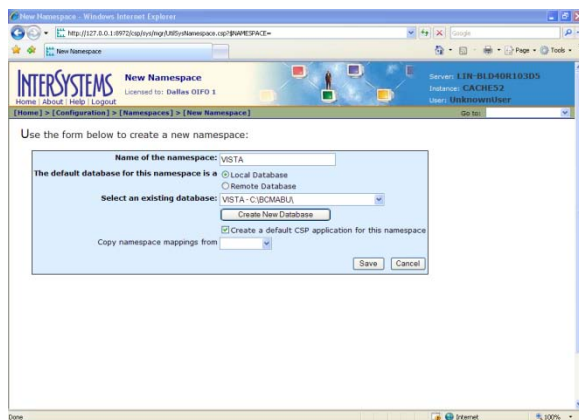 New Namespace - Windows Internet Explorer
http://127.0.0.1:8972/csp/sys/mgr/UtilSysNamespace.csp?$NAMESPACE=
Google
New Namespace
Page
Tools
INTERSYSTEMS
New Namespace
Licensed to: Dallas OIFO 1
Server: LIN-BLD40R103D5
Instance: CACHE52
User: UnknownUser
Home | About | Help | Logout
[Home] > [Configuration] > [Namespaces] > [New Namespace]
Go to:
Use the form below to create a new namespace:
Name of the namespace: VISTA
The default database for this namespace is a Local Database
Remote Database
Select an existing database: VISTA - C:\BCMABU\
Create New Database
Create a default CSP application for this namespace
Copy namespace mappings from
Save Cancel
Done
Internet
100%